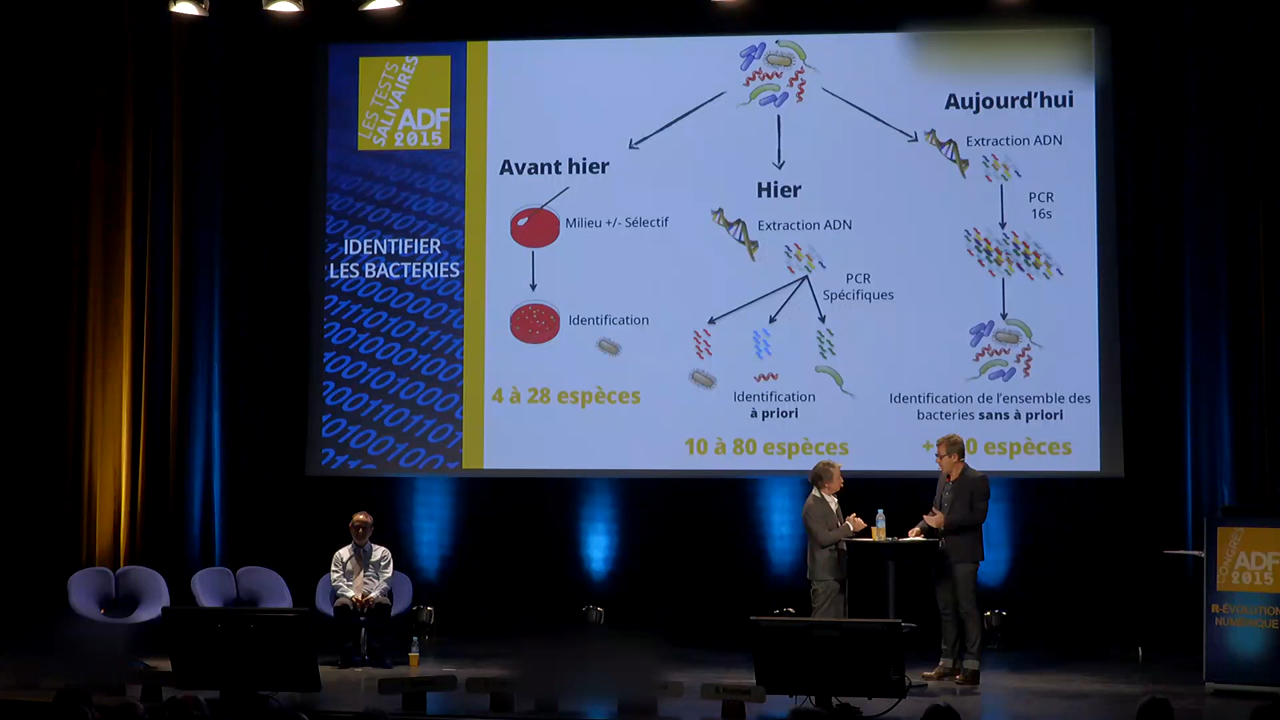 LES TESTS
SALIVAIRES
ADF
2015
IDENTIFIER
LES BACTERIES
Avant hier
Milieu +/- Sélectif
Identification
4 à 28 espèces
Hier
Extraction ADN
PCR
Spécifiques
Identification
à priori
10 à 80 espèces
Aujourd'hui
Extraction ADN
PCR
16s
Identification de l'ensemble des
bacteries sans à priori
espèces
CONGRÈS
ADF
2015
R-ÉVOLUTION
NUMÉRIQUE